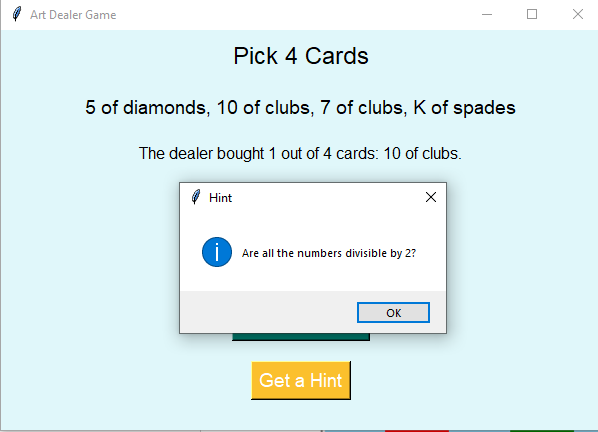 Art Dealer Game
Pick 4 Cards
5 of diamonds, 10 of clubs, 7 of clubs, K of spades
The dealer bought 1 out of 4 cards: 10 of clubs.
Hint
Are all the numbers divisible by 2?
OK
Get a Hint